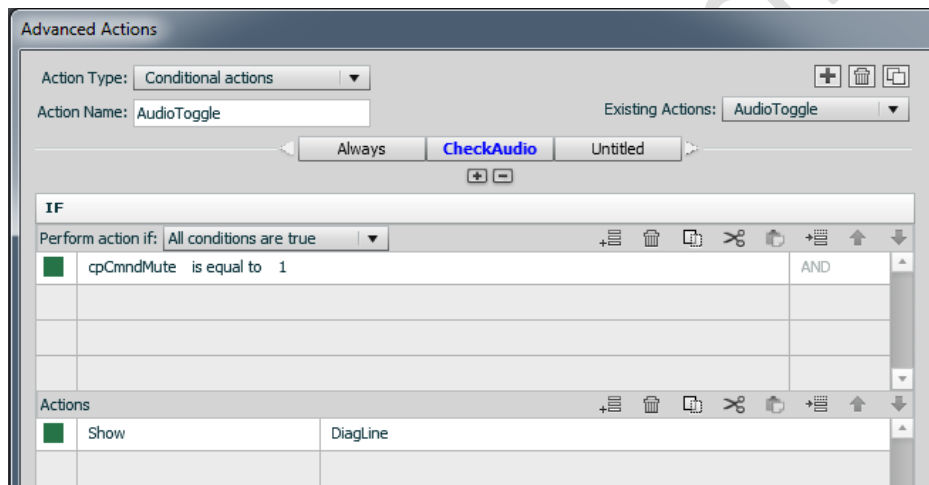 Advanced Actions
Action Type: Conditional actions
Action Name: AudioToggle
Existing Actions: AudioToggle
Always CheckAudio Untitled
IF
Perform action if: All conditions are true
cpCmndMute is equal to 1 AND
Actions
Show DiagLine